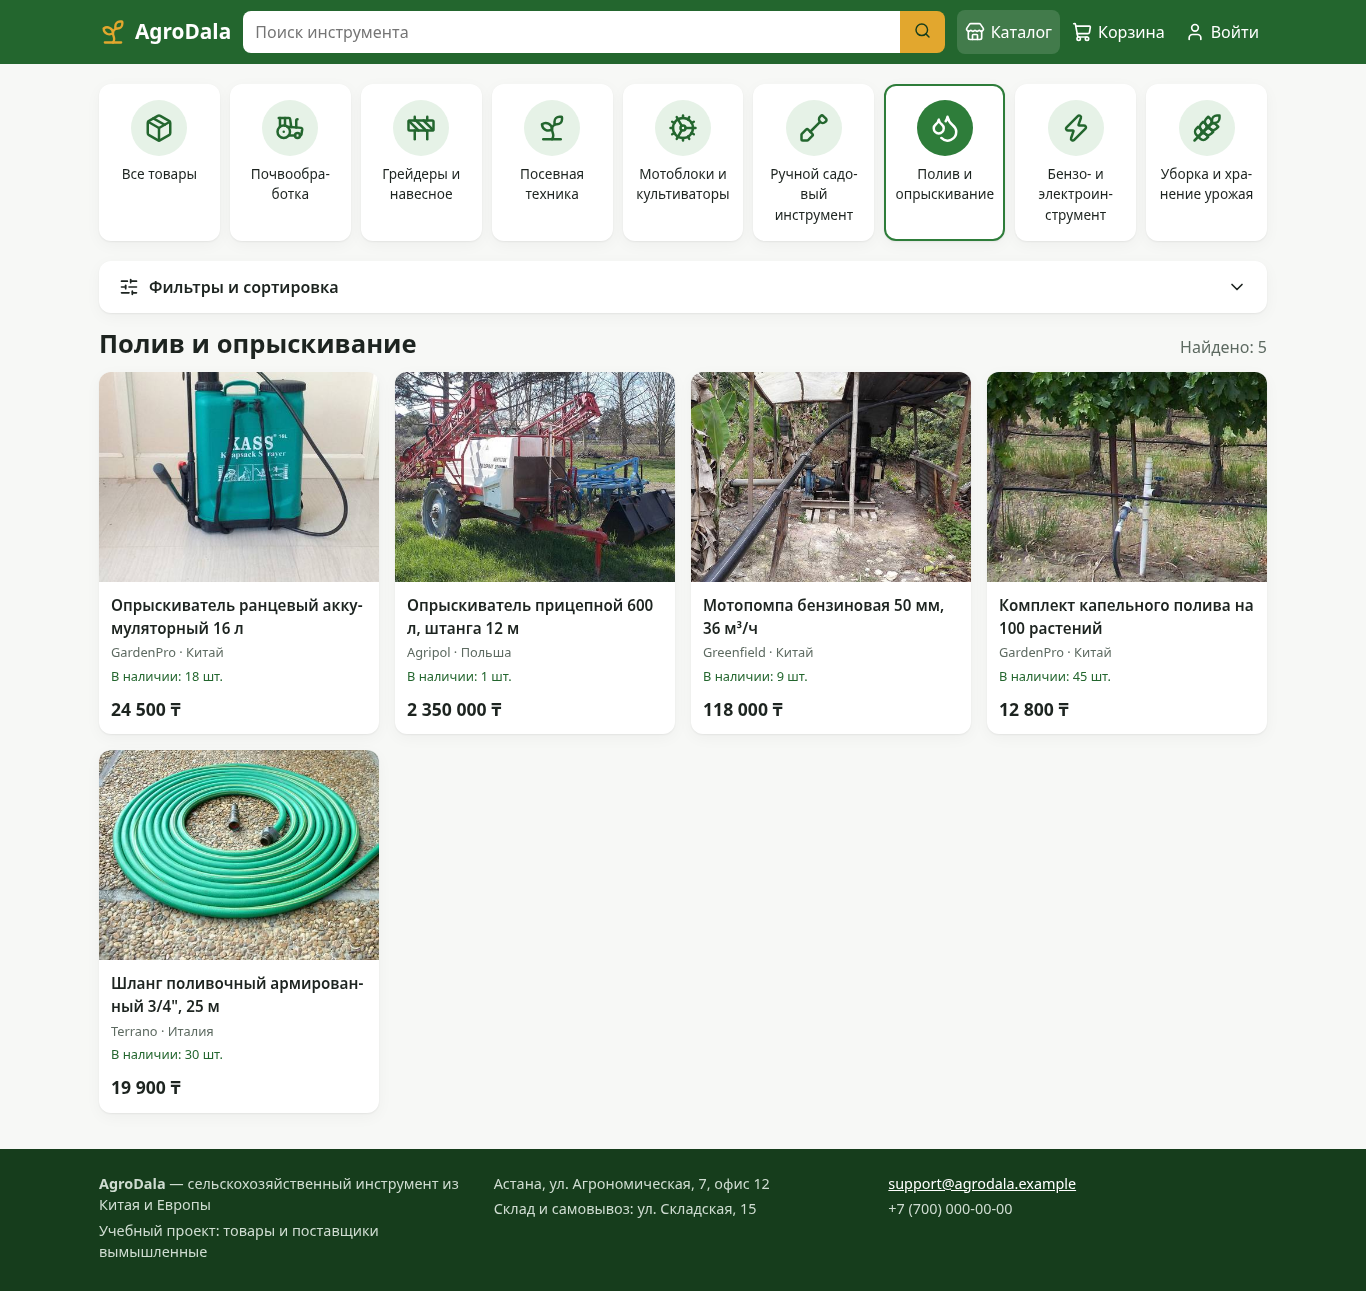 AgroDala
Поиск инструмента
Каталог
Корзина
Войти
Все товары
Почвообра-
ботка
Грейдеры и
навесное
Посевная
техника
Мотоблоки и
культиваторы
Ручной садо-
вый
инструмент
Полив и
опрыскивание
Бензо- и
электроин-
струмент
Уборка и хра-
нение урожая
Фильтры и сортировка
Полив и опрыскивание
Найдено: 5
KASS 16L
Knapsack Sprayer
Опрыскиватель ранцевый акку-
муляторный 16 л
GardenPro · Китай
В наличии: 18 шт.
24 500 ₸
Опрыскиватель прицепной 600
л, штанга 12 м
Agripol · Польша
В наличии: 1 шт.
2 350 000 ₸
Мотопомпа бензиновая 50 мм,
36 м³/ч
Greenfield · Китай
В наличии: 9 шт.
118 000 ₸
Комплект капельного полива на
100 растений
GardenPro · Китай
В наличии: 45 шт.
12 800 ₸
Шланг поливочный армирован-
ный 3/4", 25 м
Terrano · Италия
В наличии: 30 шт.
19 900 ₸
AgroDala — сельскохозяйственный инструмент из
Китая и Европы
Учебный проект: товары и поставщики
вымышленные
Астана, ул. Агрономическая, 7, офис 12
Склад и самовывоз: ул. Складская, 15
support@agrodala.example
+7 (700) 000-00-00